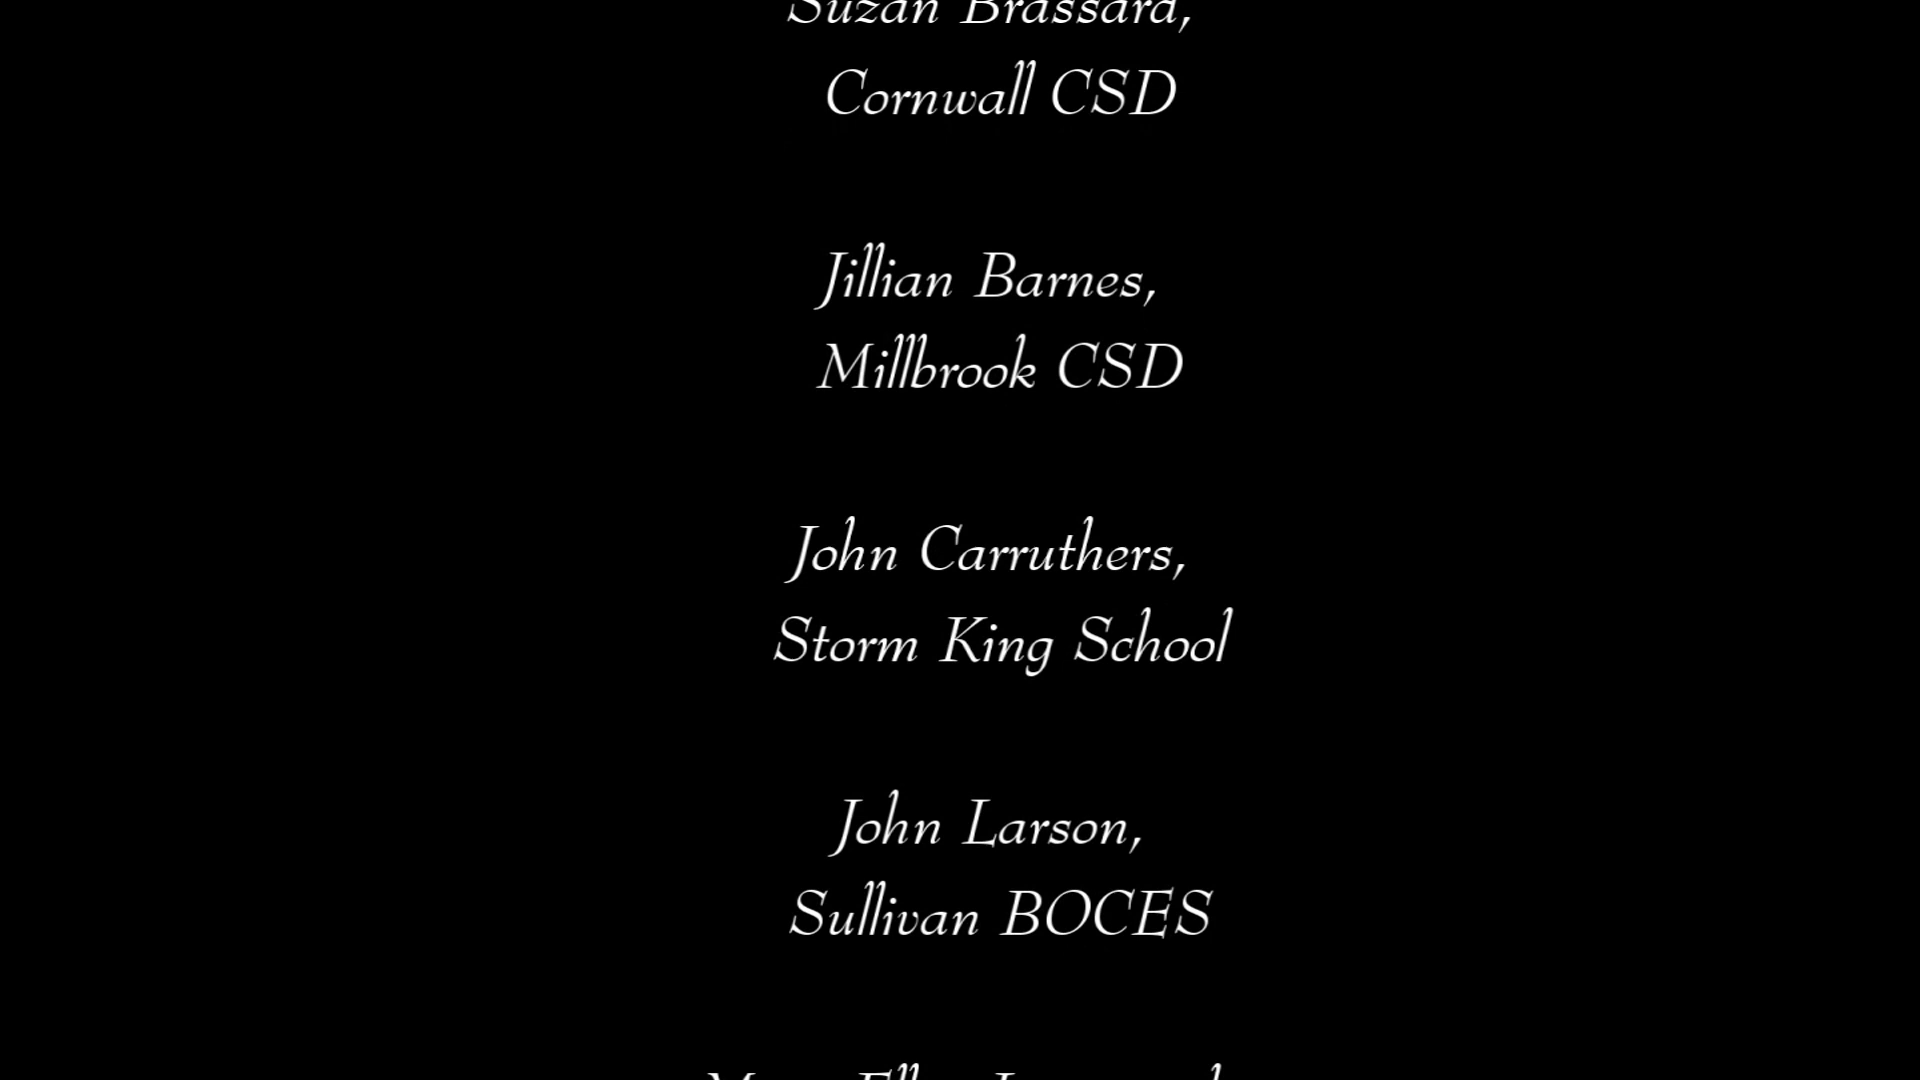 Suzan Brassard,
Cornwall CSD
Jillian Barnes,
Millbrook CSD
John Carruthers,
Storm King School
John Larson,
Sullivan BOCES